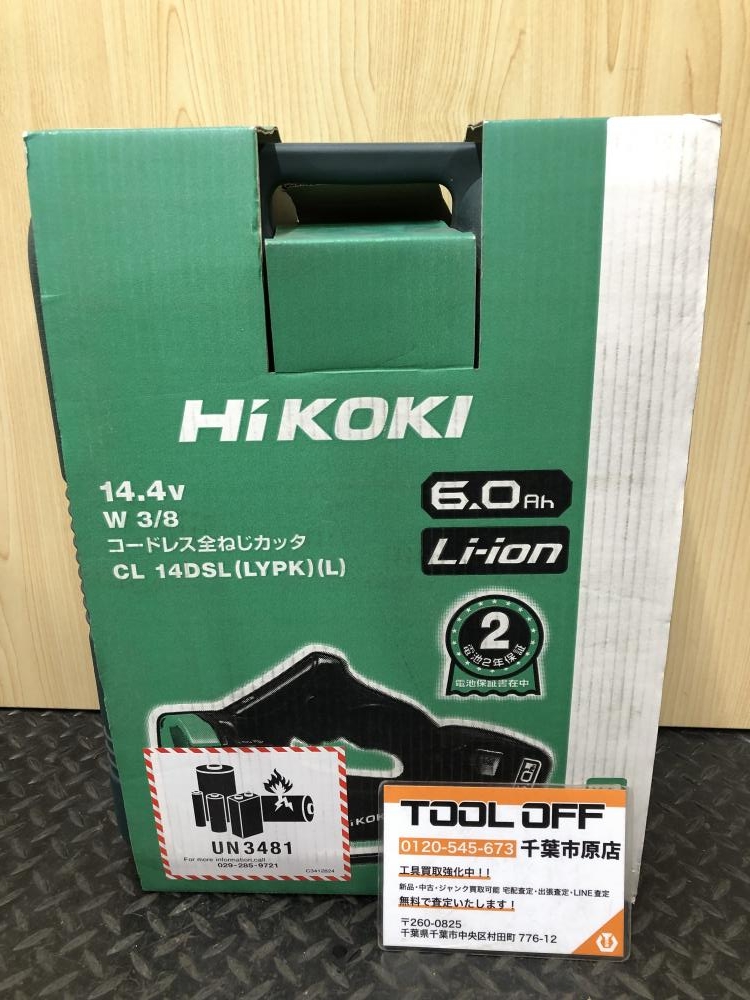 HiKOKI
14.4v
W 3/8
コードレス全ねじカッタ
CL 14DSL(LYPK)(L)
6.0Ah
Li-ion
2
電池2年保証
電池保証書在中
HiKOKI
UN3481
For more information,call
029-285-9721
C3412824
TOOL OFF
0120-545-673 千葉市原店
工具買取強化中！！
新品・中古・ジャンク買取可能 宅配査定・出張査定・LINE査定
無料で査定いたします！
〒260-0825
千葉県千葉市中央区村田町 776-12